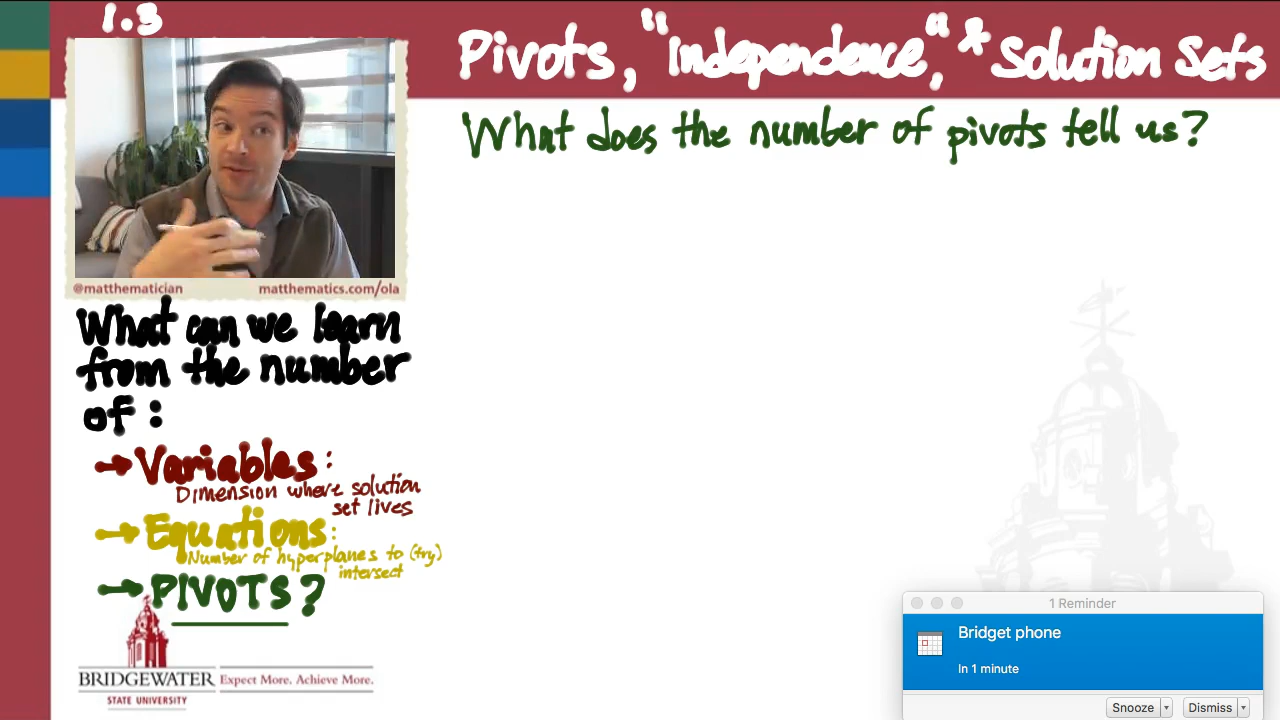 1.3
Pivots, "Independence," & Solution Sets
What does the number of pivots tell us?
@matthematician
matthematics.com/ola
What can we learn
from the number
of :
→ Variables:
Dimension where solution
set lives
→ Equations:
Number of hyperplanes to (try)
intersect
→ PIVOTS?
BRIDGEWATER
STATE UNIVERSITY
Expect More. Achieve More.
1 Reminder
Bridget phone
In 1 minute
Snooze
Dismiss